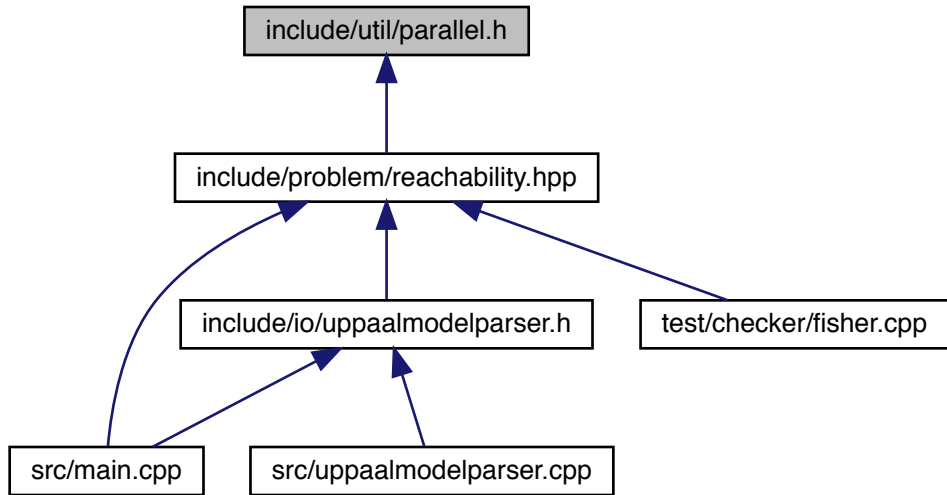 include/util/parallel.h
include/problem/reachability.hpp
include/io/uppaalmodelparser.h
test/checker/fisher.cpp
src/main.cpp
src/uppaalmodelparser.cpp